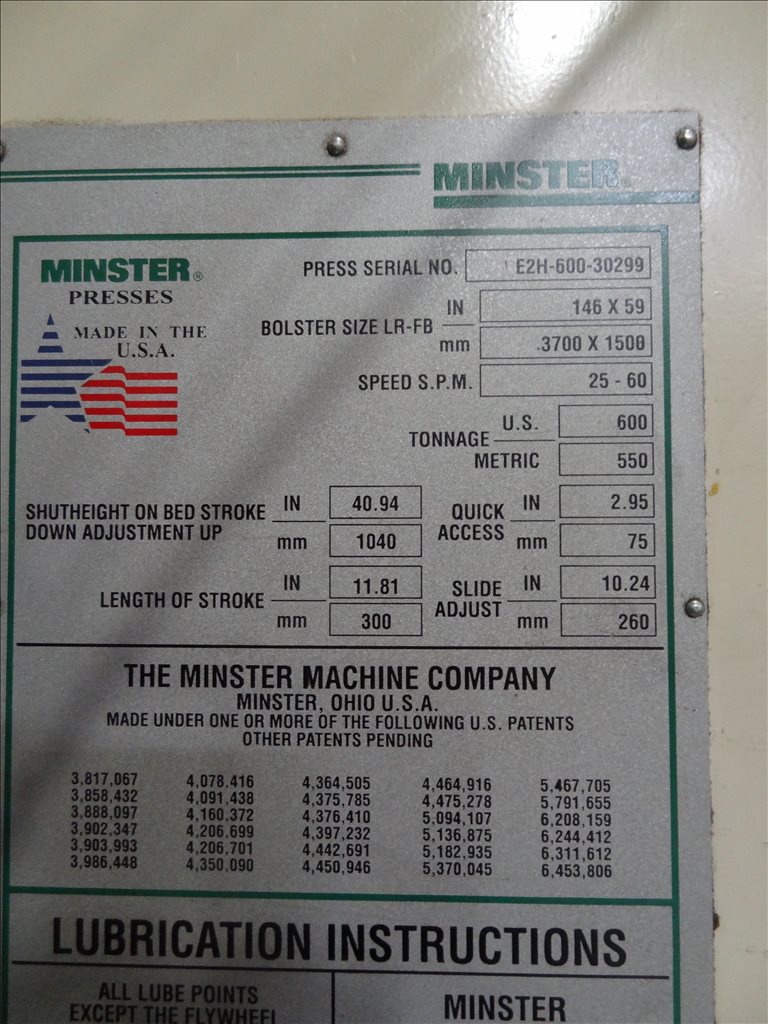 MINSTER®
MINSTER®
PRESSES
MADE IN THE
U.S.A.
PRESS SERIAL NO. E2H-600-30299
BOLSTER SIZE LR-FB IN 146 X 59
mm 3700 X 1500
SPEED S.P.M. 25 - 60
TONNAGE U.S. 600
METRIC 550
SHUTHEIGHT ON BED STROKE
DOWN ADJUSTMENT UP
IN 40.94
mm 1040
QUICK
ACCESS
IN 2.95
mm 75
LENGTH OF STROKE
IN 11.81
mm 300
SLIDE
ADJUST
IN 10.24
mm 260
THE MINSTER MACHINE COMPANY
MINSTER, OHIO U.S.A.
MADE UNDER ONE OR MORE OF THE FOLLOWING U.S. PATENTS
OTHER PATENTS PENDING
3,817,067 4,078,416 4,364,505 4,464,916 5,467,705
3,858,432 4,091,438 4,375,785 4,475,278 5,791,655
3,888,097 4,160,372 4,376,410 5,094,107 6,208,159
3,902,347 4,206,699 4,397,232 5,136,875 6,244,412
3,903,993 4,206,701 4,442,691 5,182,935 6,311,612
3,986,448 4,350,090 4,450,946 5,370,045 6,453,806
LUBRICATION INSTRUCTIONS
ALL LUBE POINTS
EXCEPT THE FLYWHEEL
MINSTER